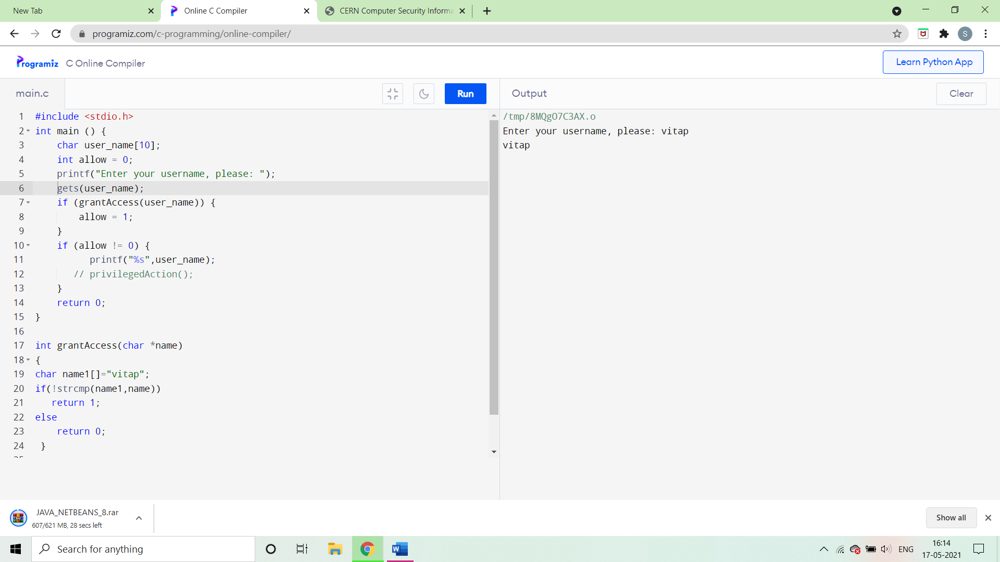 New Tab
Online C Compiler
CERN Computer Security Informa
programiz.com/c-programming/online-compiler/
S
Programiz
C Online Compiler
Learn Python App
main.c
Run
Output
Clear
1 #include <stdio.h>
2 int main () {
3 char user_name[10];
4 int allow = 0;
5 printf("Enter your username, please: ");
6 gets(user_name);
7 if (grantAccess(user_name)) {
8 allow = 1;
9 }
10 if (allow != 0) {
11 printf("%s",user_name);
12 // privilegedAction();
13 }
14 return 0;
15 }
16
17 int grantAccess(char *name)
18 {
19 char name1[]="vitap";
20 if(!strcmp(name1,name))
21 return 1;
22 else
23 return 0;
24 }
/tmp/8MQgO7C3AX.o
Enter your username, please: vitap
vitap
JAVA_NETBEANS_8.rar
607/621 MB, 28 secs left
Show all
Search for anything
W
ENG
16:14
17-05-2021